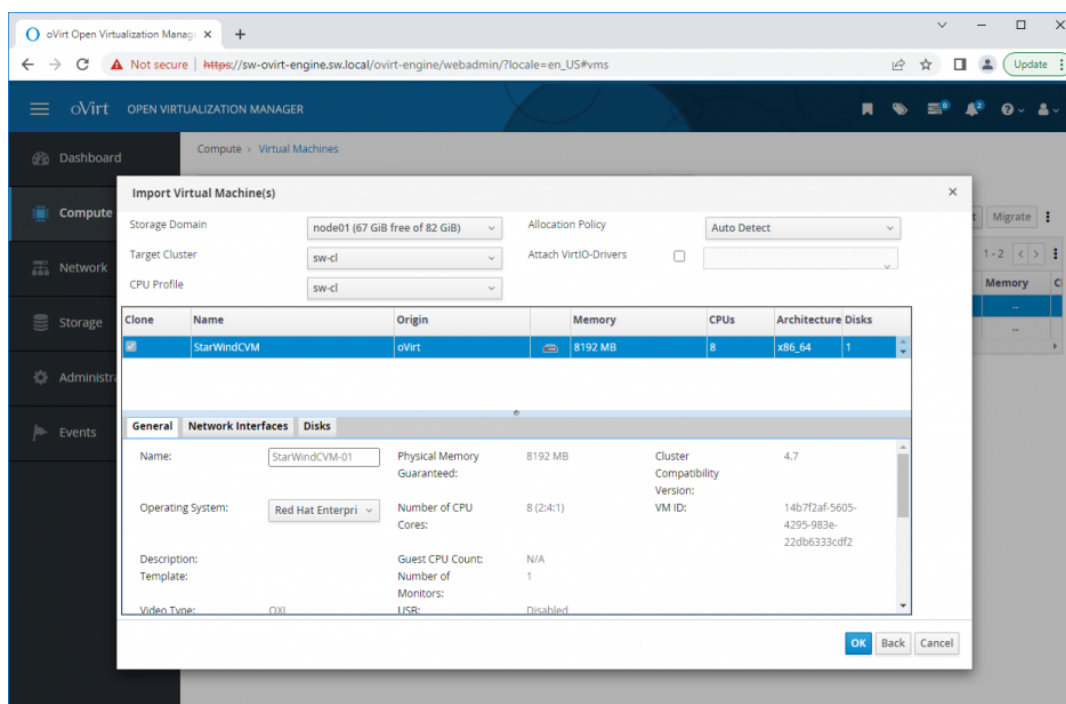 oVirt Open Virtualization Manag
Not secure | https://sw-ovirt-engine.sw.local/ovirt-engine/webadmin/?locale=en_US#vms
Update
oVirt OPEN VIRTUALIZATION MANAGER
0
2
Dashboard
Compute > Virtual Machines
Compute
Import Virtual Machine(s)
Storage Domain
node01 (67 GiB free of 82 GiB)
Allocation Policy
Auto Detect
Migrate
Target Cluster
sw-cl
Attach VirtIO-Drivers
1 - 2
Network
CPU Profile
sw-cl
Memory
Clone Name Origin Memory CPUs Architecture Disks
Storage
--
--
StarWindCVM oVirt 8192 MB 8 x86_64 1
Administra
Events
General Network Interfaces Disks
Name: StarWindCVM-01 Physical Memory Guaranteed: 8192 MB Cluster Compatibility Version: 4.7
Operating System: Red Hat Enterpri Number of CPU Cores: 8 (2:4:1) VM ID: 14b7f2af-5605-4295-983e-22db6333cdf2
Description: Guest CPU Count: N/A
Template: Number of Monitors: 1
Video Type: QXL USB: Disabled
OK Back Cancel